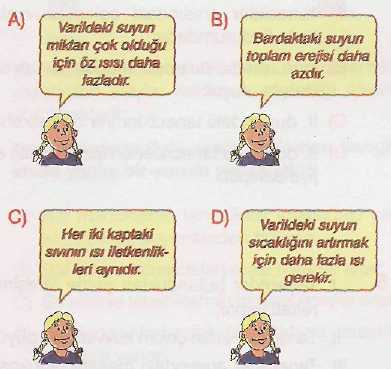 A)
Varildeki suyun
miktarı çok olduğu
için öz ısısı daha
fazladır.
B)
Bardaktaki suyun
toplam erejisi daha
azdır.
C)
Her iki kaptaki
sıvının ısı iletkenlik-
leri aynıdır.
D)
Varildeki suyun
sıcaklığını artırmak
için daha fazla ısı
gerekir.